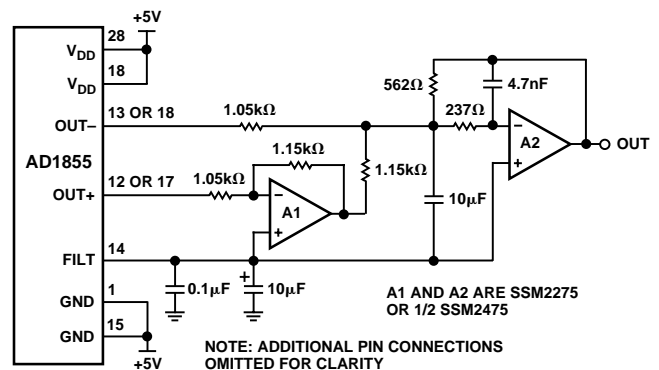 +5V
28
VDD
18
VDD
13 OR 18
OUT–
1.05kΩ
562Ω
4.7nF
237Ω
A2
OUT
AD1855
1.15kΩ
1.15kΩ
12 OR 17
OUT+
1.05kΩ
A1
10μF
14
FILT
0.1μF
10μF
A1 AND A2 ARE SSM2275
OR 1/2 SSM2475
1
GND
15
GND
+5V
NOTE: ADDITIONAL PIN CONNECTIONS
OMITTED FOR CLARITY